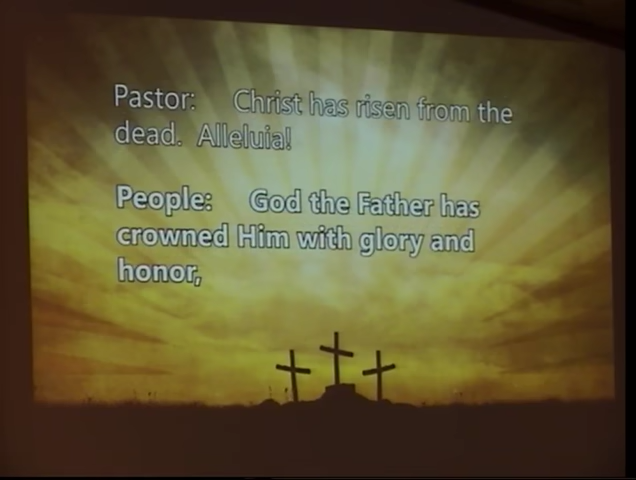 Pastor: Christ has risen from the
dead. Alleluia!
People: God the Father has
crowned Him with glory and
honor,